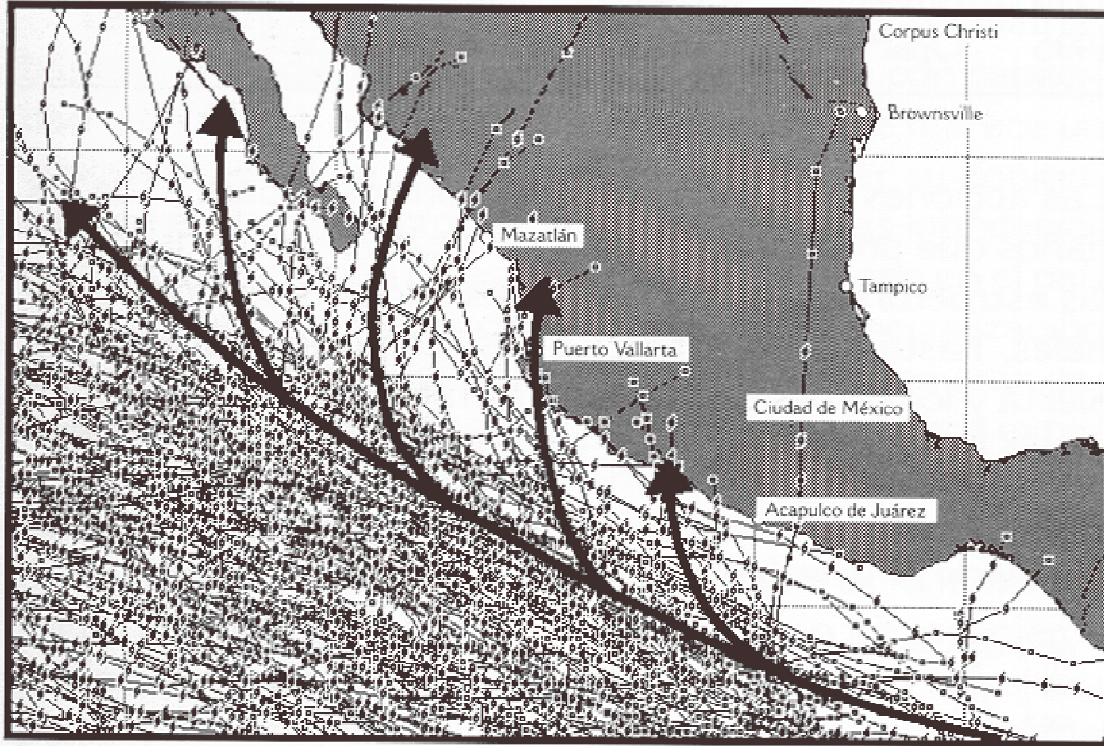 Corpus Christi
Brownsville
Mazatlán
Tampico
Puerto Vallarta
Ciudad de México
Acapulco de Juárez